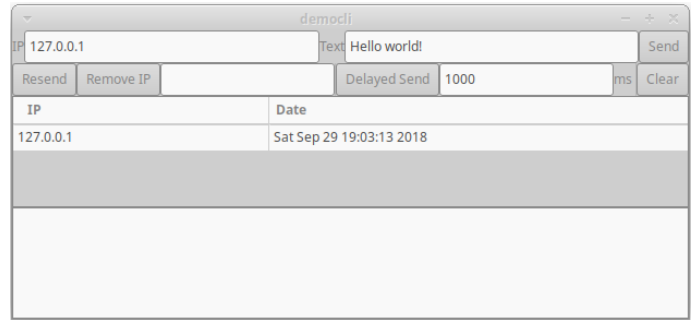 democli
IP 127.0.0.1 Text Hello world! Send
Resend Remove IP Delayed Send 1000 ms Clear
IP Date
127.0.0.1 Sat Sep 29 19:03:13 2018